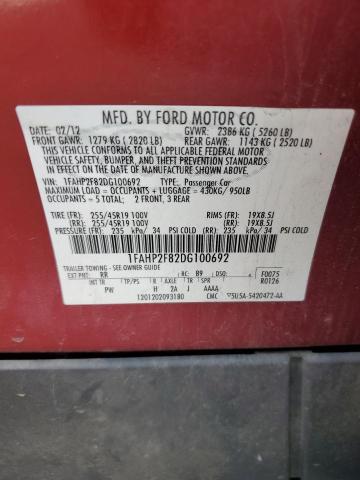 MFD. BY FORD MOTOR CO.
DATE: 02/12 GVWR: 2386 KG ( 5260 LB)
FRONT GAWR: 1279 KG ( 2820 LB) REAR GAWR: 1143 KG ( 2520 LB)
THIS VEHICLE CONFORMS TO ALL APPLICABLE FEDERAL MOTOR
VEHICLE SAFETY, BUMPER, AND THEFT PREVENTION STANDARDS
IN EFFECT ON THE DATE OF MANUFACTURE SHOWN ABOVE.
VIN: 1FAHP2F82DG100692 TYPE: Passenger Car
MAXIMUM LOAD = OCCUPANTS + LUGGAGE = 430KG / 950LB
OCCUPANTS: 5 TOTAL: 2 FRONT, 3 REAR
TIRE (FR): 255/45R19 100V RIMS (FR): 19X8.5J
TIRE (RR): 255/45R19 100V RIMS (RR): 19X8.5J
PRESSURE (FR): 235 kPa/ 34 PSI COLD (RR): 235 kPa/ 34 PSI COLD
1FAHP2F82DG100692
TRAILER TOWING - SEE OWNER GUIDE
EXT PNT: RR RC: B9 DSO: F0075
R0126
INT TR TP/PS R AXLE TR SPR
PW H 2A J AAAA
1201202093180 CMC 5U5A-5420472-AA